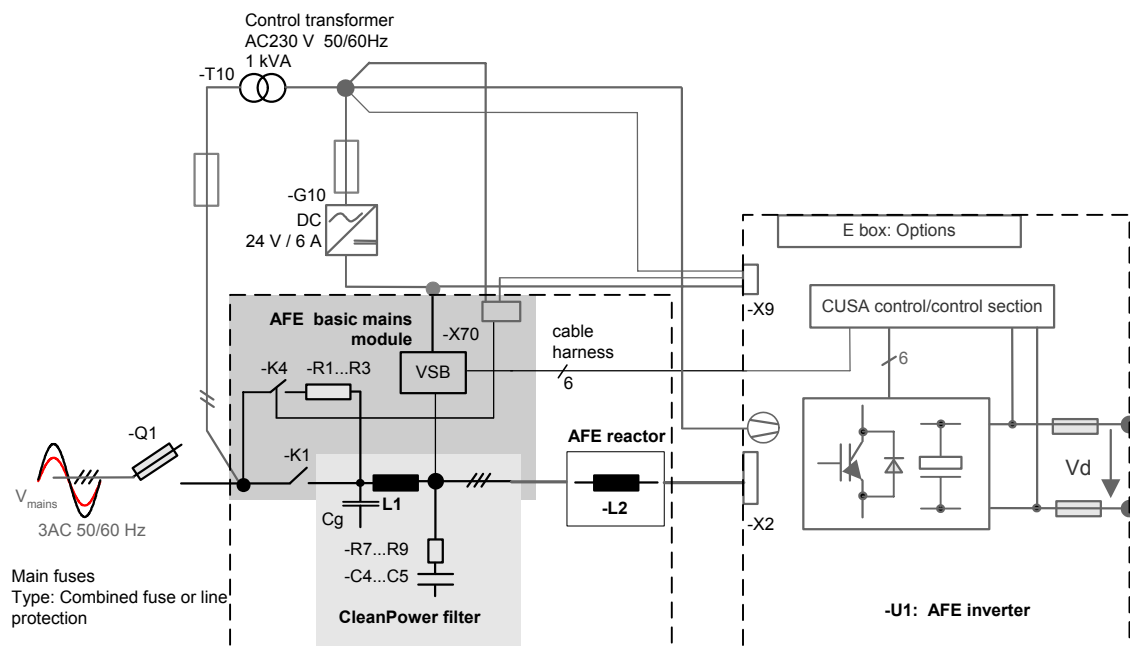 Control transformer
AC230 V 50/60Hz
1 kVA
-T10
-G10
DC
24 V / 6 A
E box: Options
-X9
CUSA control/control section
AFE basic mains
module
-X70
cable
harness
6
6
VSB
-K4
-R1...R3
-Q1
-K1
AFE reactor
Vmains
3AC 50/60 Hz
L1
Cg
-L2
-X2
Vd
-R7...R9
-C4...C5
CleanPower filter
Main fuses
Type: Combined fuse or line
protection
-U1: AFE inverter